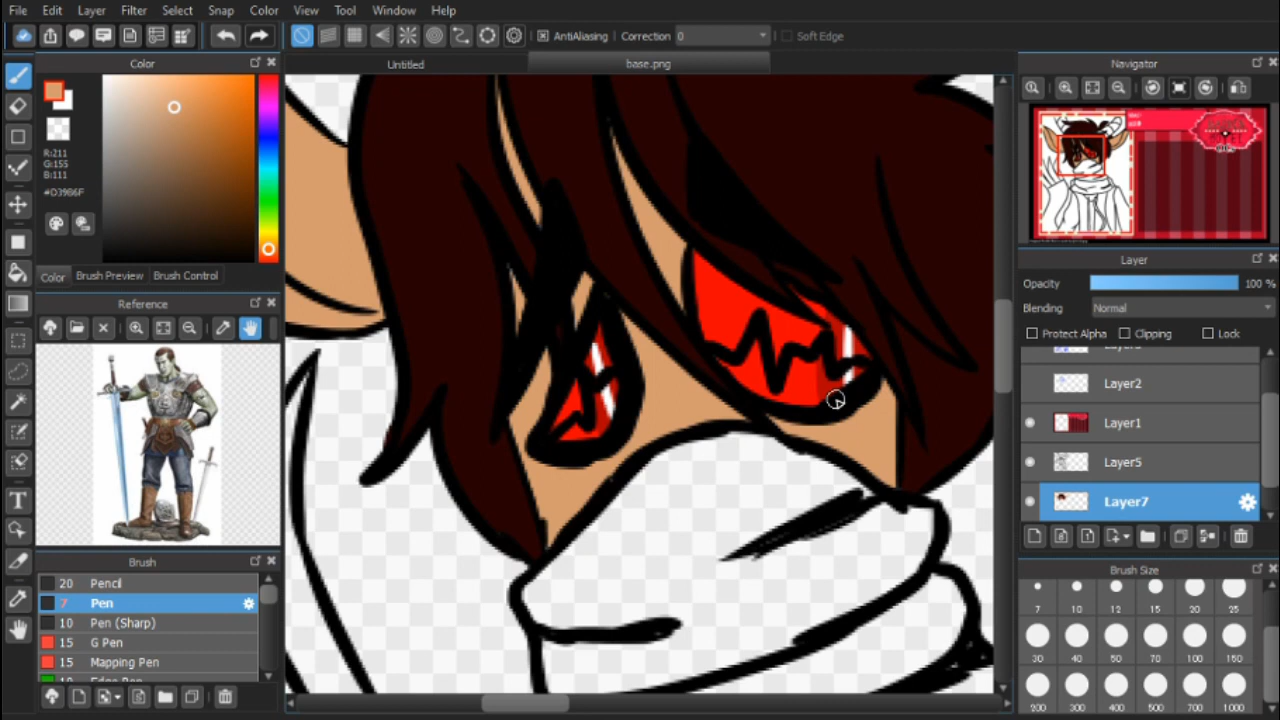 File Edit Layer Filter Select Snap Color View Tool Window Help
AntiAliasing Correction 0 Soft Edge
Color
Untitled
base.png
Navigator
R:211
G:155
B:111
#D39B6F
Color Brush Preview Brush Control
Reference
Layer
Opacity 100 %
Blending Normal
Protect Alpha Clipping Lock
Layer2
Layer1
Layer5
Layer7
Brush
20 Pencil
7 Pen
10 Pen (Sharp)
15 G Pen
15 Mapping Pen
Brush Size
7 10 12 15 20 25
30 40 50 70 100 150
200 300 400 500 700 1000